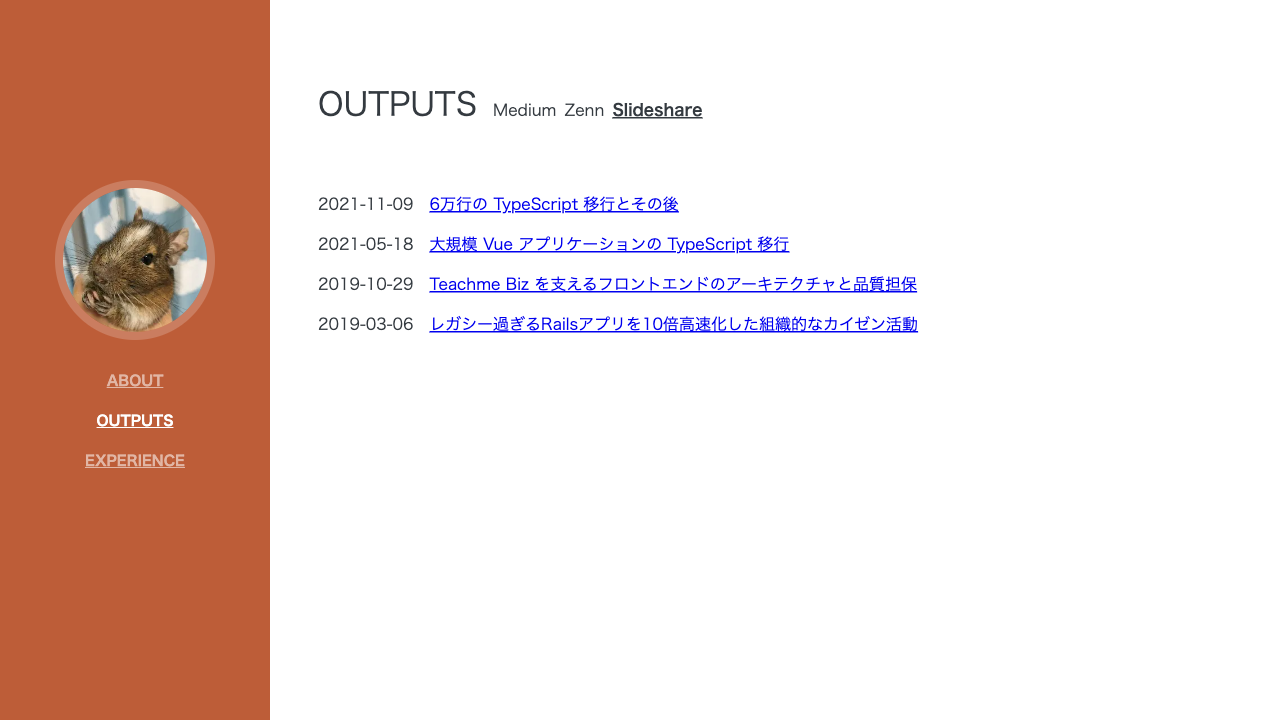 ABOUT
OUTPUTS
EXPERIENCE
OUTPUTS Medium Zenn Slideshare
2021-11-09 6万行の TypeScript 移行とその後
2021-05-18 大規模 Vue アプリケーションの TypeScript 移行
2019-10-29 Teachme Biz を支えるフロントエンドのアーキテクチャと品質担保
2019-03-06 レガシー過ぎるRailsアプリを10倍高速化した組織的なカイゼン活動